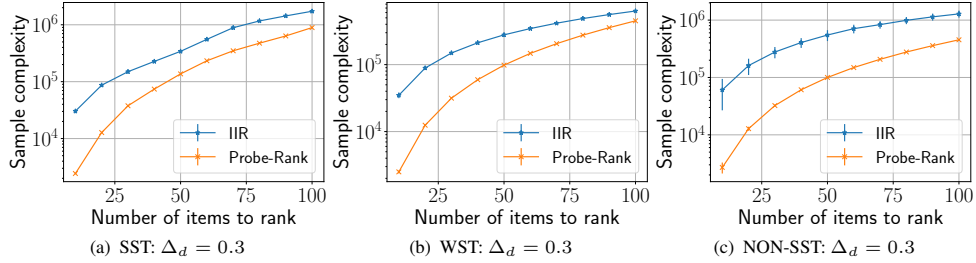 Sample complexity
10^6
10^5
10^4
IIR
Probe-Rank
25 50 75 100
Number of items to rank
(a) SST: Δ_d = 0.3
Sample complexity
10^5
10^4
IIR
Probe-Rank
25 50 75 100
Number of items to rank
(b) WST: Δ_d = 0.3
Sample complexity
10^6
10^5
10^4
IIR
Probe-Rank
25 50 75 100
Number of items to rank
(c) NON-SST: Δ_d = 0.3